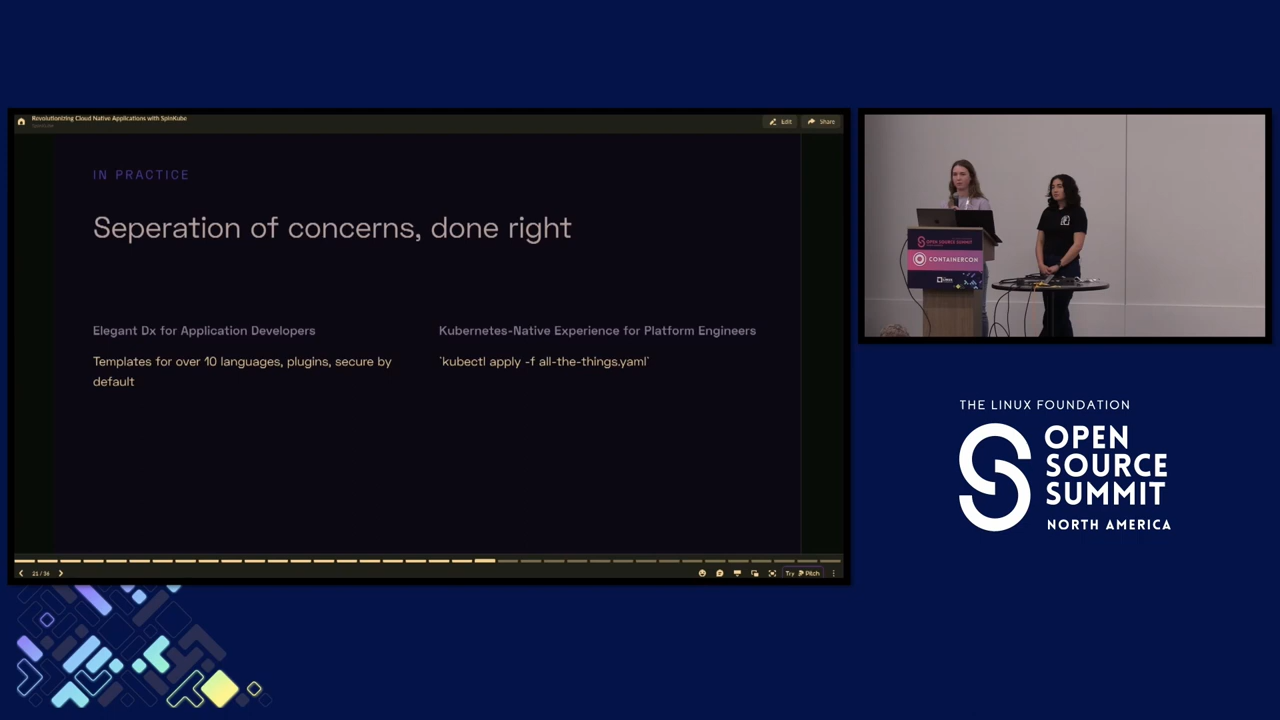 Revolutionizing Cloud Native Applications with SpinKube
Edit
Share
IN PRACTICE
Seperation of concerns, done right
Elegant Dx for Application Developers
Templates for over 10 languages, plugins, secure by
default
Kubernetes-Native Experience for Platform Engineers
`kubectl apply -f all-the-things.yaml`
21 / 36
Try Pitch
OPEN SOURCE SUMMIT
CONTAINERCON
THE LINUX FOUNDATION
OPEN
SOURCE
SUMMIT
NORTH AMERICA